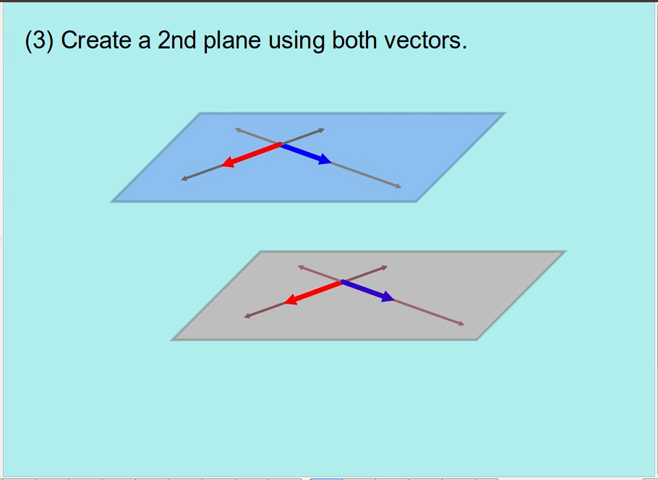 (3) Create a 2nd plane using both vectors.